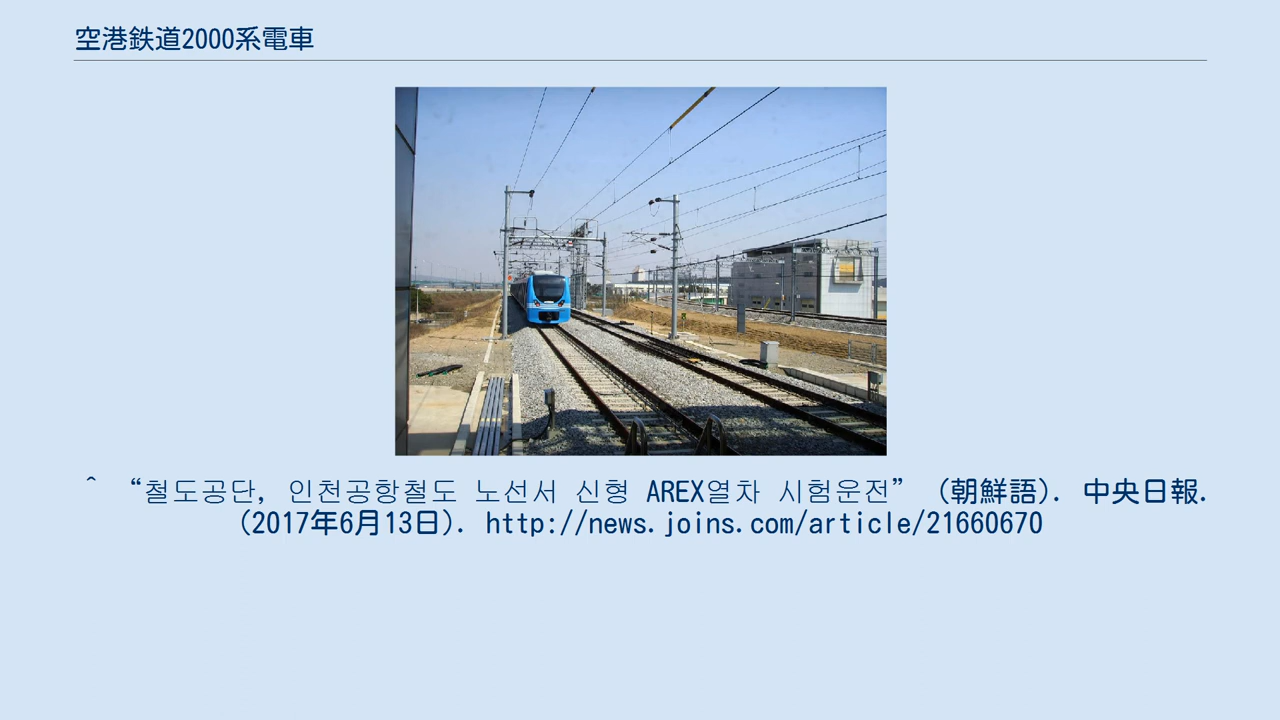 空港鉄道2000系電車
^ “철도공단, 인천공항철도 노선서 신형 AREX열차 시험운전” (朝鮮語). 中央日報.
(2017年6月13日). http://news.joins.com/article/21660670